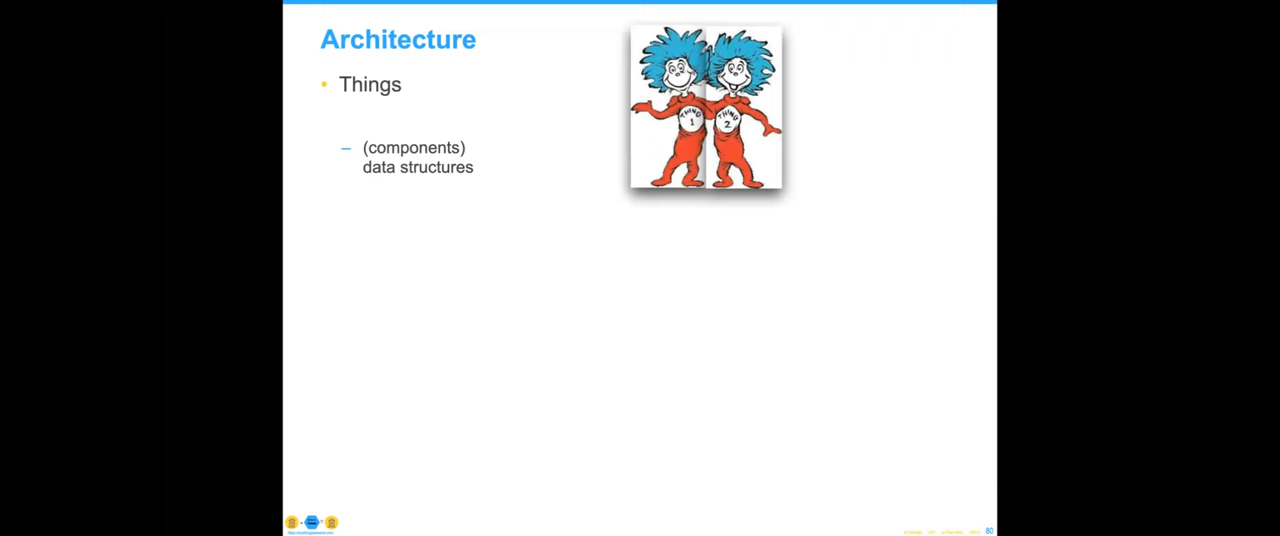 Architecture
• Things
– (components)
data structures
THING
1
THING
2
80